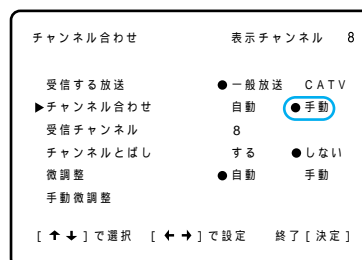 チャンネル合わせ 表示チャンネル 8
受信する放送 ●一般放送 CATV
▶チャンネル合わせ 自動 ●手動
受信チャンネル 8
チャンネルとばし する ●しない
微調整 ●自動 手動
手動微調整
[↑↓]で選択 [←→]で設定 終了[決定]